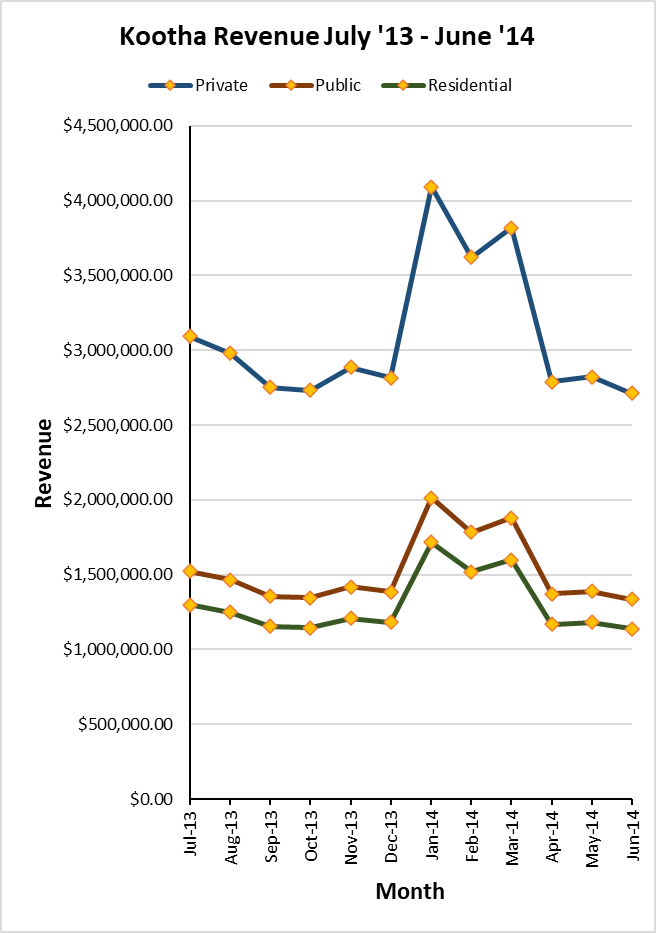 Kootha Revenue July '13 - June '14
Private Public Residential
$4,500,000.00
$4,000,000.00
$3,500,000.00
$3,000,000.00
$2,500,000.00
$2,000,000.00
$1,500,000.00
$1,000,000.00
$500,000.00
$0.00
Revenue
Jul-13
Aug-13
Sep-13
Oct-13
Nov-13
Dec-13
Jan-14
Feb-14
Mar-14
Apr-14
May-14
Jun-14
Month